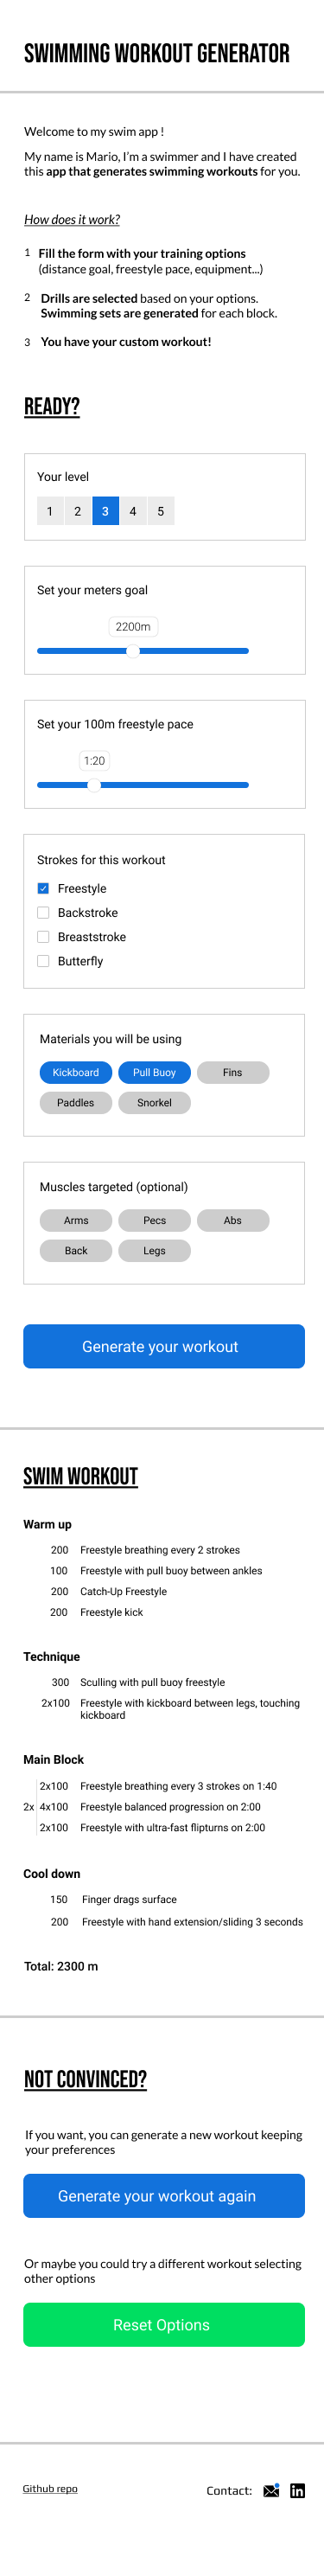 SWIMMING WORKOUT GENERATOR
Welcome to my swim app !
My name is Mario, I'm a swimmer and I have created
this app that generates swimming workouts for you.
How does it work?
1 Fill the form with your training options
(distance goal, freestyle pace, equipment...)
2 Drills are selected based on your options.
Swimming sets are generated for each block.
3 You have your custom workout!
READY?
Your level
1 2 3 4 5
Set your meters goal
2200m
Set your 100m freestyle pace
1:20
Strokes for this workout
Freestyle
Backstroke
Breaststroke
Butterfly
Materials you will be using
Kickboard Pull Buoy Fins
Paddles Snorkel
Muscles targeted (optional)
Arms Pecs Abs
Back Legs
Generate your workout
SWIM WORKOUT
Warm up
200 Freestyle breathing every 2 strokes
100 Freestyle with pull buoy between ankles
200 Catch-Up Freestyle
200 Freestyle kick
Technique
300 Sculling with pull buoy freestyle
2x100 Freestyle with kickboard between legs, touching
kickboard
Main Block
2x100 Freestyle breathing every 3 strokes on 1:40
2x 4x100 Freestyle balanced progression on 2:00
2x100 Freestyle with ultra-fast flipturns on 2:00
Cool down
150 Finger drags surface
200 Freestyle with hand extension/sliding 3 seconds
Total: 2300 m
NOT CONVINCED?
If you want, you can generate a new workout keeping
your preferences
Generate your workout again
Or maybe you could try a different workout selecting
other options
Reset Options
Github repo Contact: in